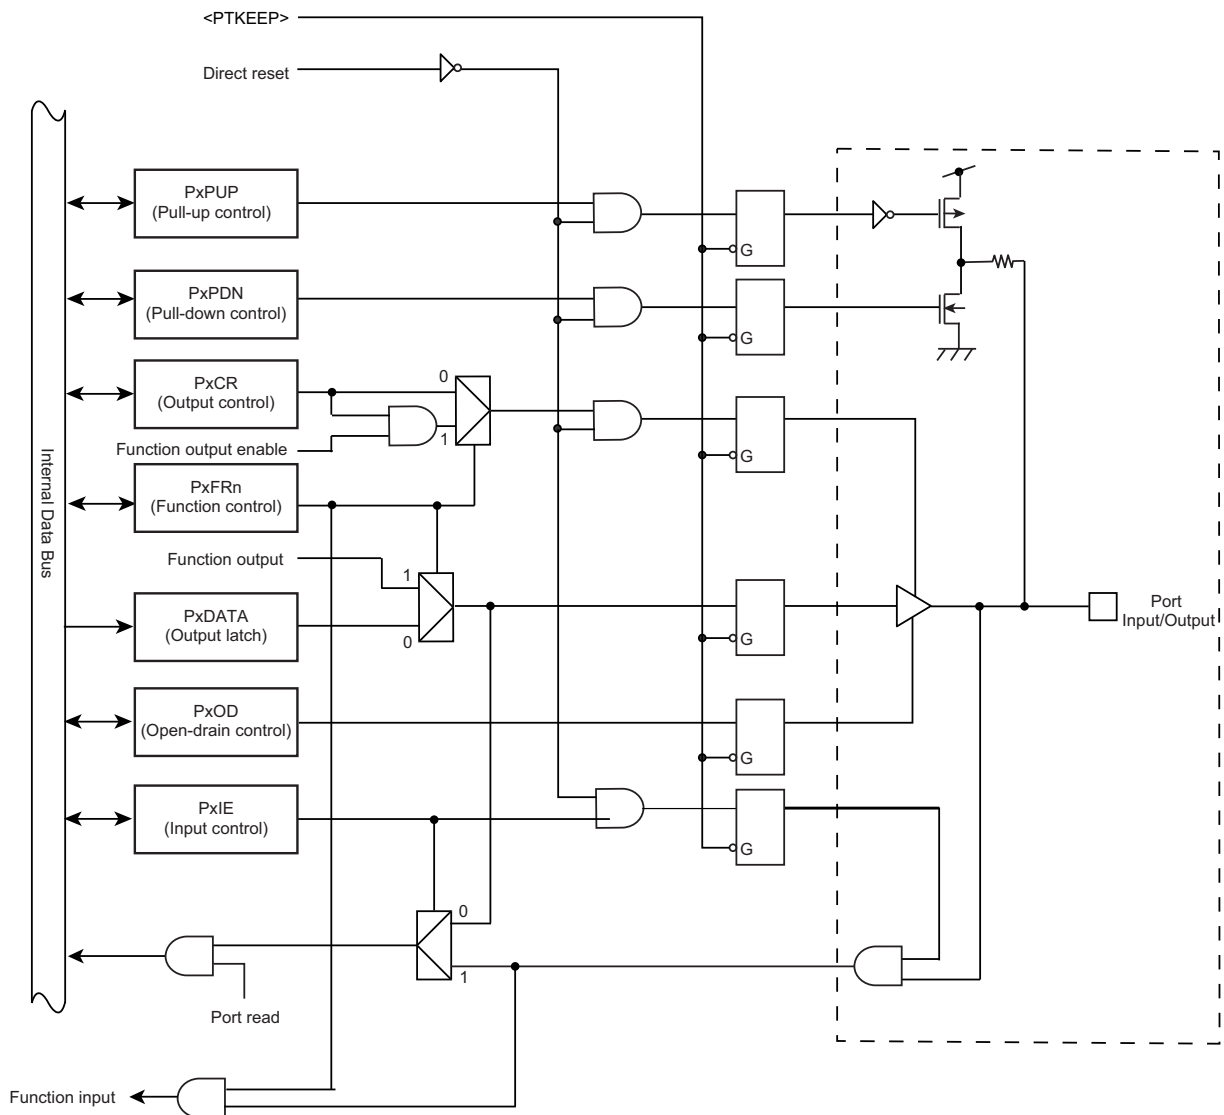 <PTKEEP>
Direct reset
PxPUP
(Pull-up control)
G
PxPDN
(Pull-down control)
G
PxCR
(Output control)
0
1
Function output enable
G
Internal Data Bus
PxFRn
(Function control)
Function output
1
0
PxDATA
(Output latch)
G
Port
Input/Output
PxOD
(Open-drain control)
G
PxIE
(Input control)
G
0
1
Port read
Function input